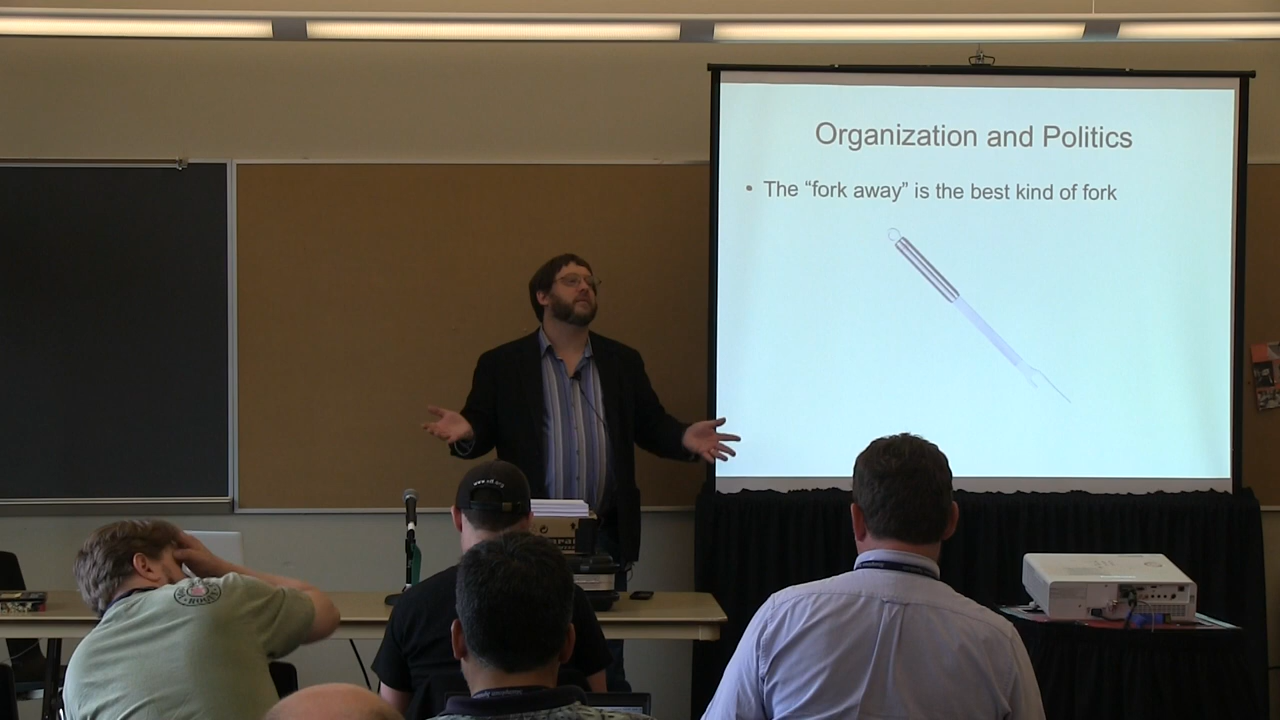 Organization and Politics
• The “fork away” is the best kind of fork